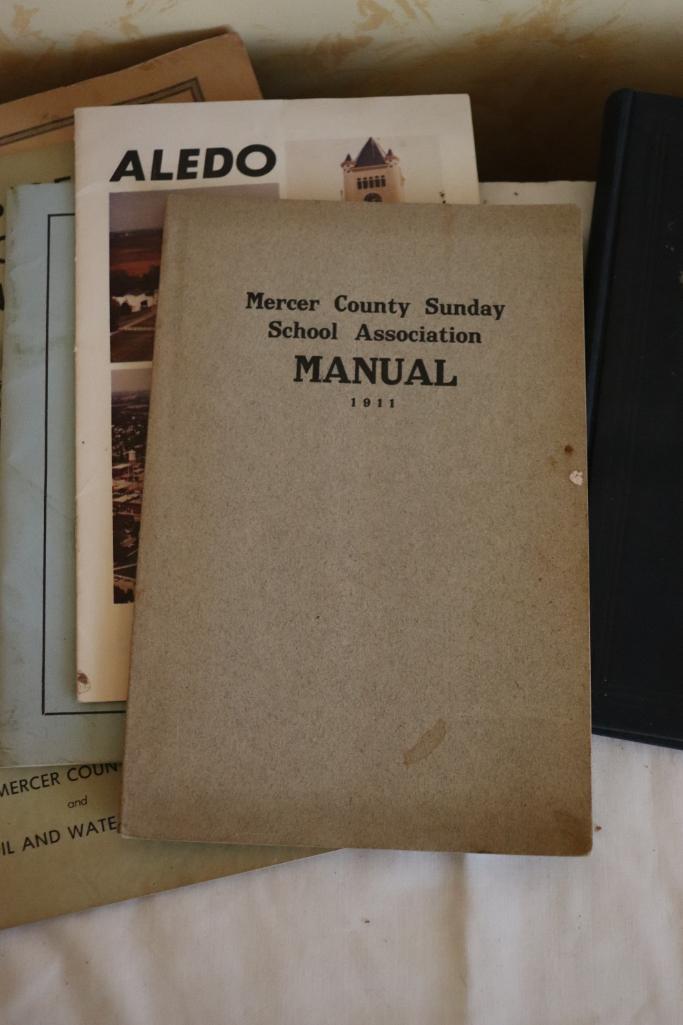 ALEDO
Mercer County Sunday
School Association
MANUAL
1911
MERCER COUN
and
IL AND WATE